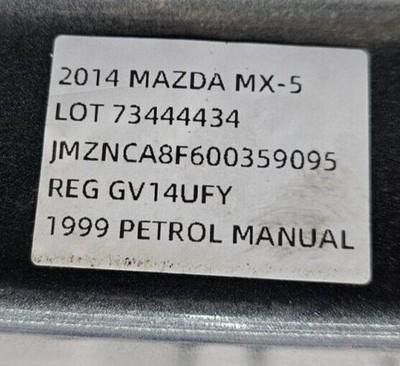 2014 MAZDA MX-5
LOT 73444434
JMZNCA8F600359095
REG GV14UFY
1999 PETROL MANUAL